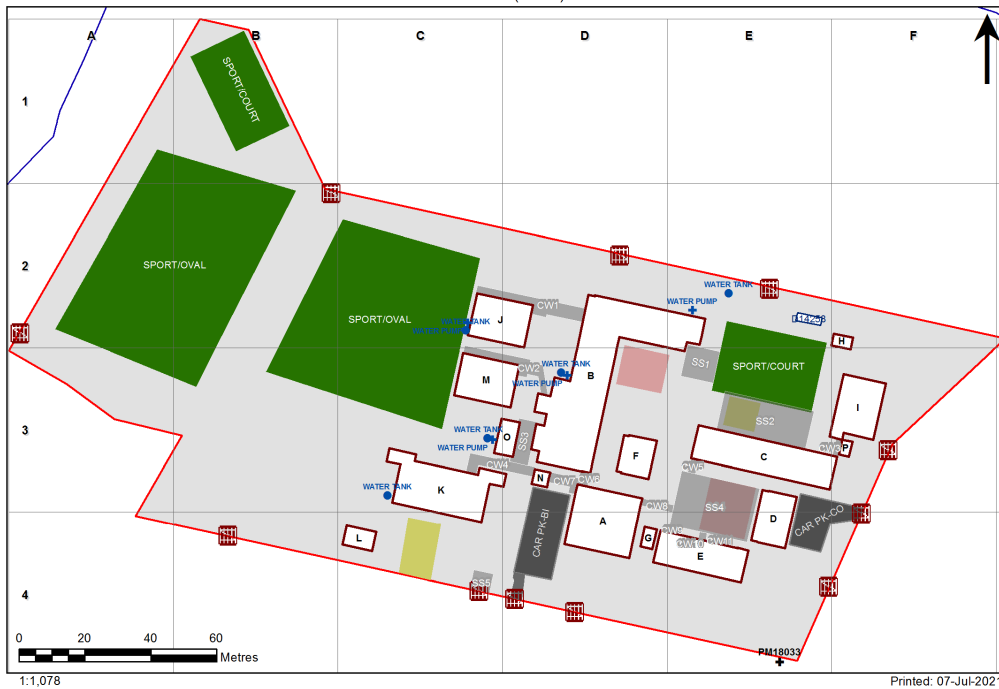 A B C D E F
1
SPORT/COURT
2
SPORT/OVAL
SPORT/OVAL
WATER TANK
WATER PUMP
CW1
J
WATER TANK
WATER PUMP
D14258
H
SPORT/COURT
SS1
WATER TANK
WATER PUMP
B
CW2
M
I
SS2
3
WATER TANK
WATER PUMP
O
SS3
CW3
P
C
F
CW4
CW5
N
CW7
CW6
WATER TANK
K
CW8
SS4
A
D
CAR PK-CO
CAR PK-BI
L
G
CW9
CW10
CW11
E
4
SS5
PM18033
0 20 40 60
Metres
1:1,078
Printed: 07-Jul-2021